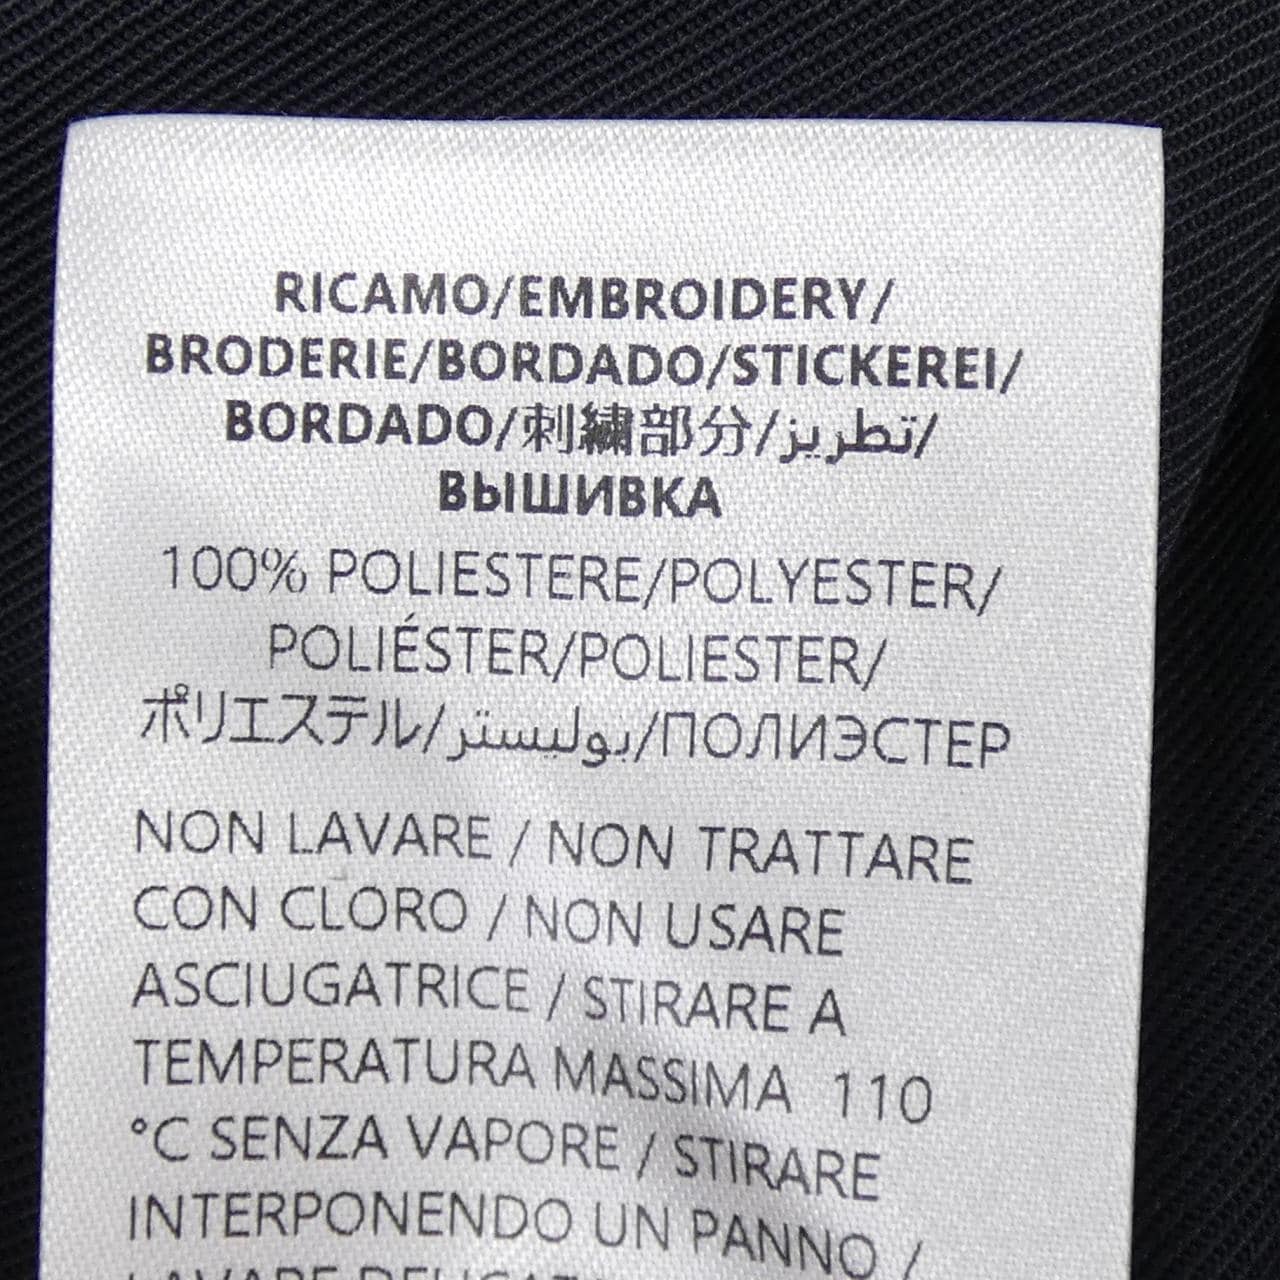 RICAMO/EMBROIDERY/
BRODERIE/BORDADO/STICKEREI/
BORDADO/刺繍部分/تطريز/
ВЫШИВКА
100% POLIESTERE/POLYESTER/
POLIÉSTER/POLIESTER/
ポリエステル/بوليستر/ПОЛИЭСТЕР
NON LAVARE / NON TRATTARE
CON CLORO / NON USARE
ASCIUGATRICE / STIRARE A
TEMPERATURA MASSIMA 110
°C SENZA VAPORE / STIRARE
INTERPONENDO UN PANNO /